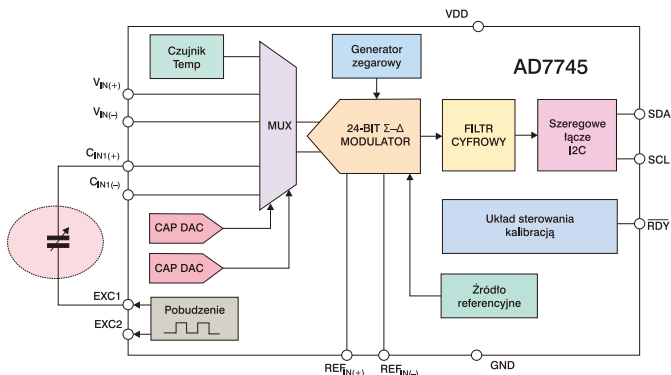 VDD
Czujnik
Temp
Generator
zegarowy
AD7745
VIN(+)
VIN(–)
CIN1(+)
CIN1(–)
MUX
24-BIT Σ–Δ
MODULATOR
FILTR
CYFROWY
Szeregowe
łącze
I2C
SDA
SCL
CAP DAC
CAP DAC
Układ sterowania
kalibracją
RDY
EXC1
EXC2
Pobudzenie
Źródło
referencyjne
REFIN(+)
REFIN(–)
GND